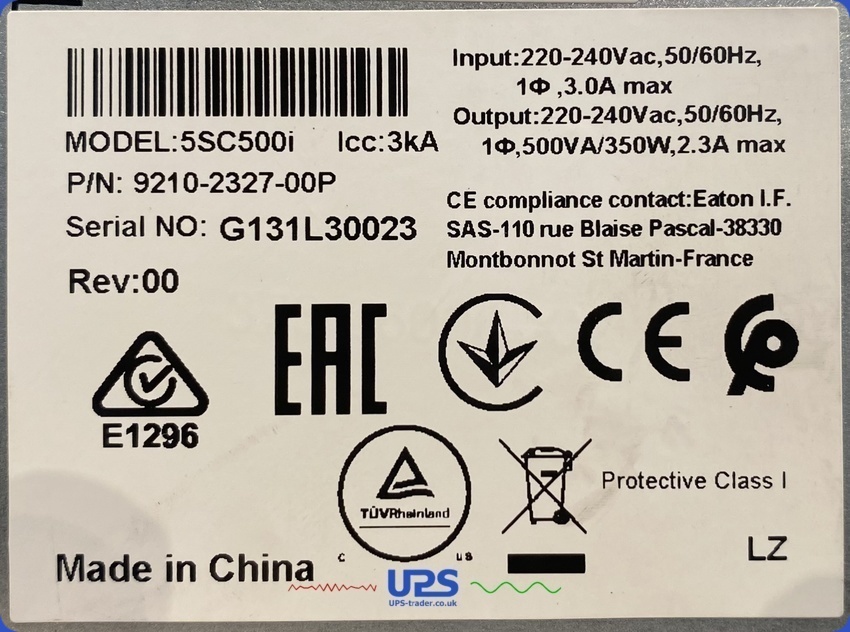 MODEL:5SC500i Icc:3kA
P/N: 9210-2327-00P
Serial NO: G131L30023
Rev:00
Input:220-240Vac,50/60Hz,
1Φ ,3.0A max
Output:220-240Vac,50/60Hz,
1Φ,500VA/350W,2.3A max
CE compliance contact:Eaton I.F.
SAS-110 rue Blaise Pascal-38330
Montbonnot St Martin-France
E1296
EAC
CE
TÜVRheinland
C US
Protective Class I
LZ
Made in China
UPS
UPS-trader.co.uk